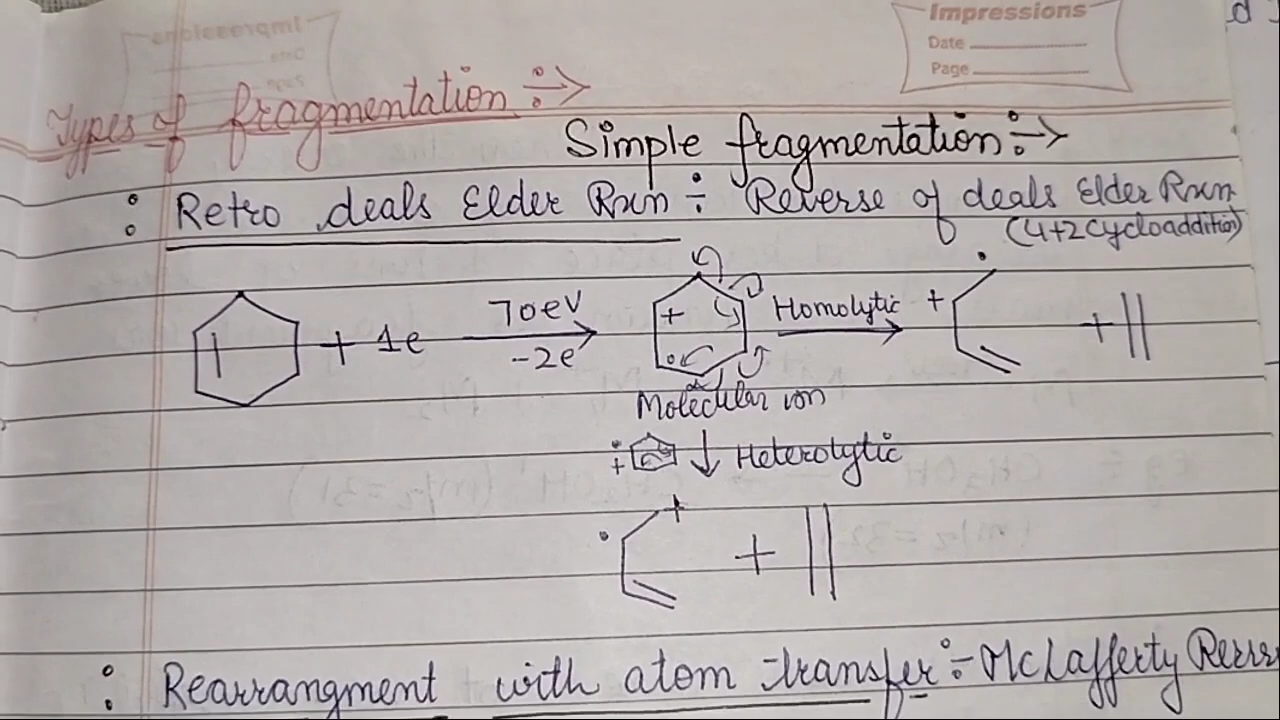 Impressions
Date
Page
Types of fragmentation :->
Simple fragmentation :->
: Retro deals Elder Rxn ÷ Reverse of deals Elder Rxn
(4+2 cycloaddition)
+ 1e 70eV -2e + Homolytic + + ||
Molecular ion
+ Heterolytic
+ + ||
: Rearrangment with atom transfer ÷ McLafferty